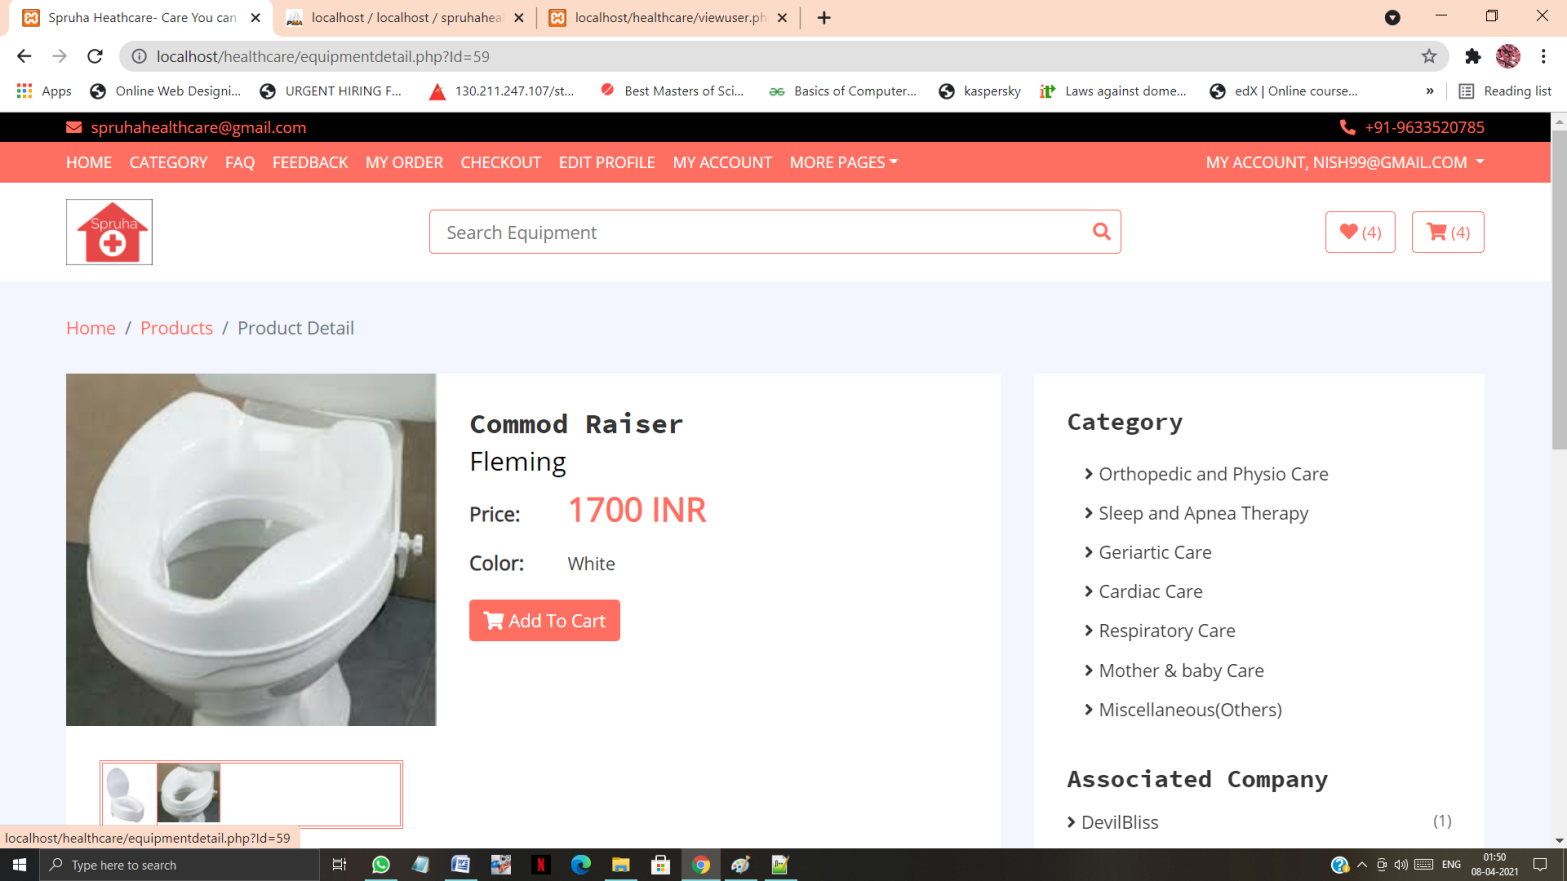 Spruha Heathcare- Care You can
localhost / localhost / spruhaheal
localhost/healthcare/viewuser.ph
localhost/healthcare/equipmentdetail.php?Id=59
Apps
Online Web Designi...
URGENT HIRING F...
130.211.247.107/st...
Best Masters of Sci...
Basics of Computer...
kaspersky
Laws against dome...
edX | Online course...
»
Reading list
spruhahealthcare@gmail.com
+91-9633520785
HOME CATEGORY FAQ FEEDBACK MY ORDER CHECKOUT EDIT PROFILE MY ACCOUNT MORE PAGES
MY ACCOUNT, NISH99@GMAIL.COM
Spruha
Search Equipment
(4)
(4)
Home / Products / Product Detail
Commod Raiser
Fleming
Price: 1700 INR
Color: White
Add To Cart
Category
Orthopedic and Physio Care
Sleep and Apnea Therapy
Geriartic Care
Cardiac Care
Respiratory Care
Mother & baby Care
Miscellaneous(Others)
Associated Company
DevilBliss (1)
localhost/healthcare/equipmentdetail.php?Id=59
Type here to search
ENG
01:50
08-04-2021